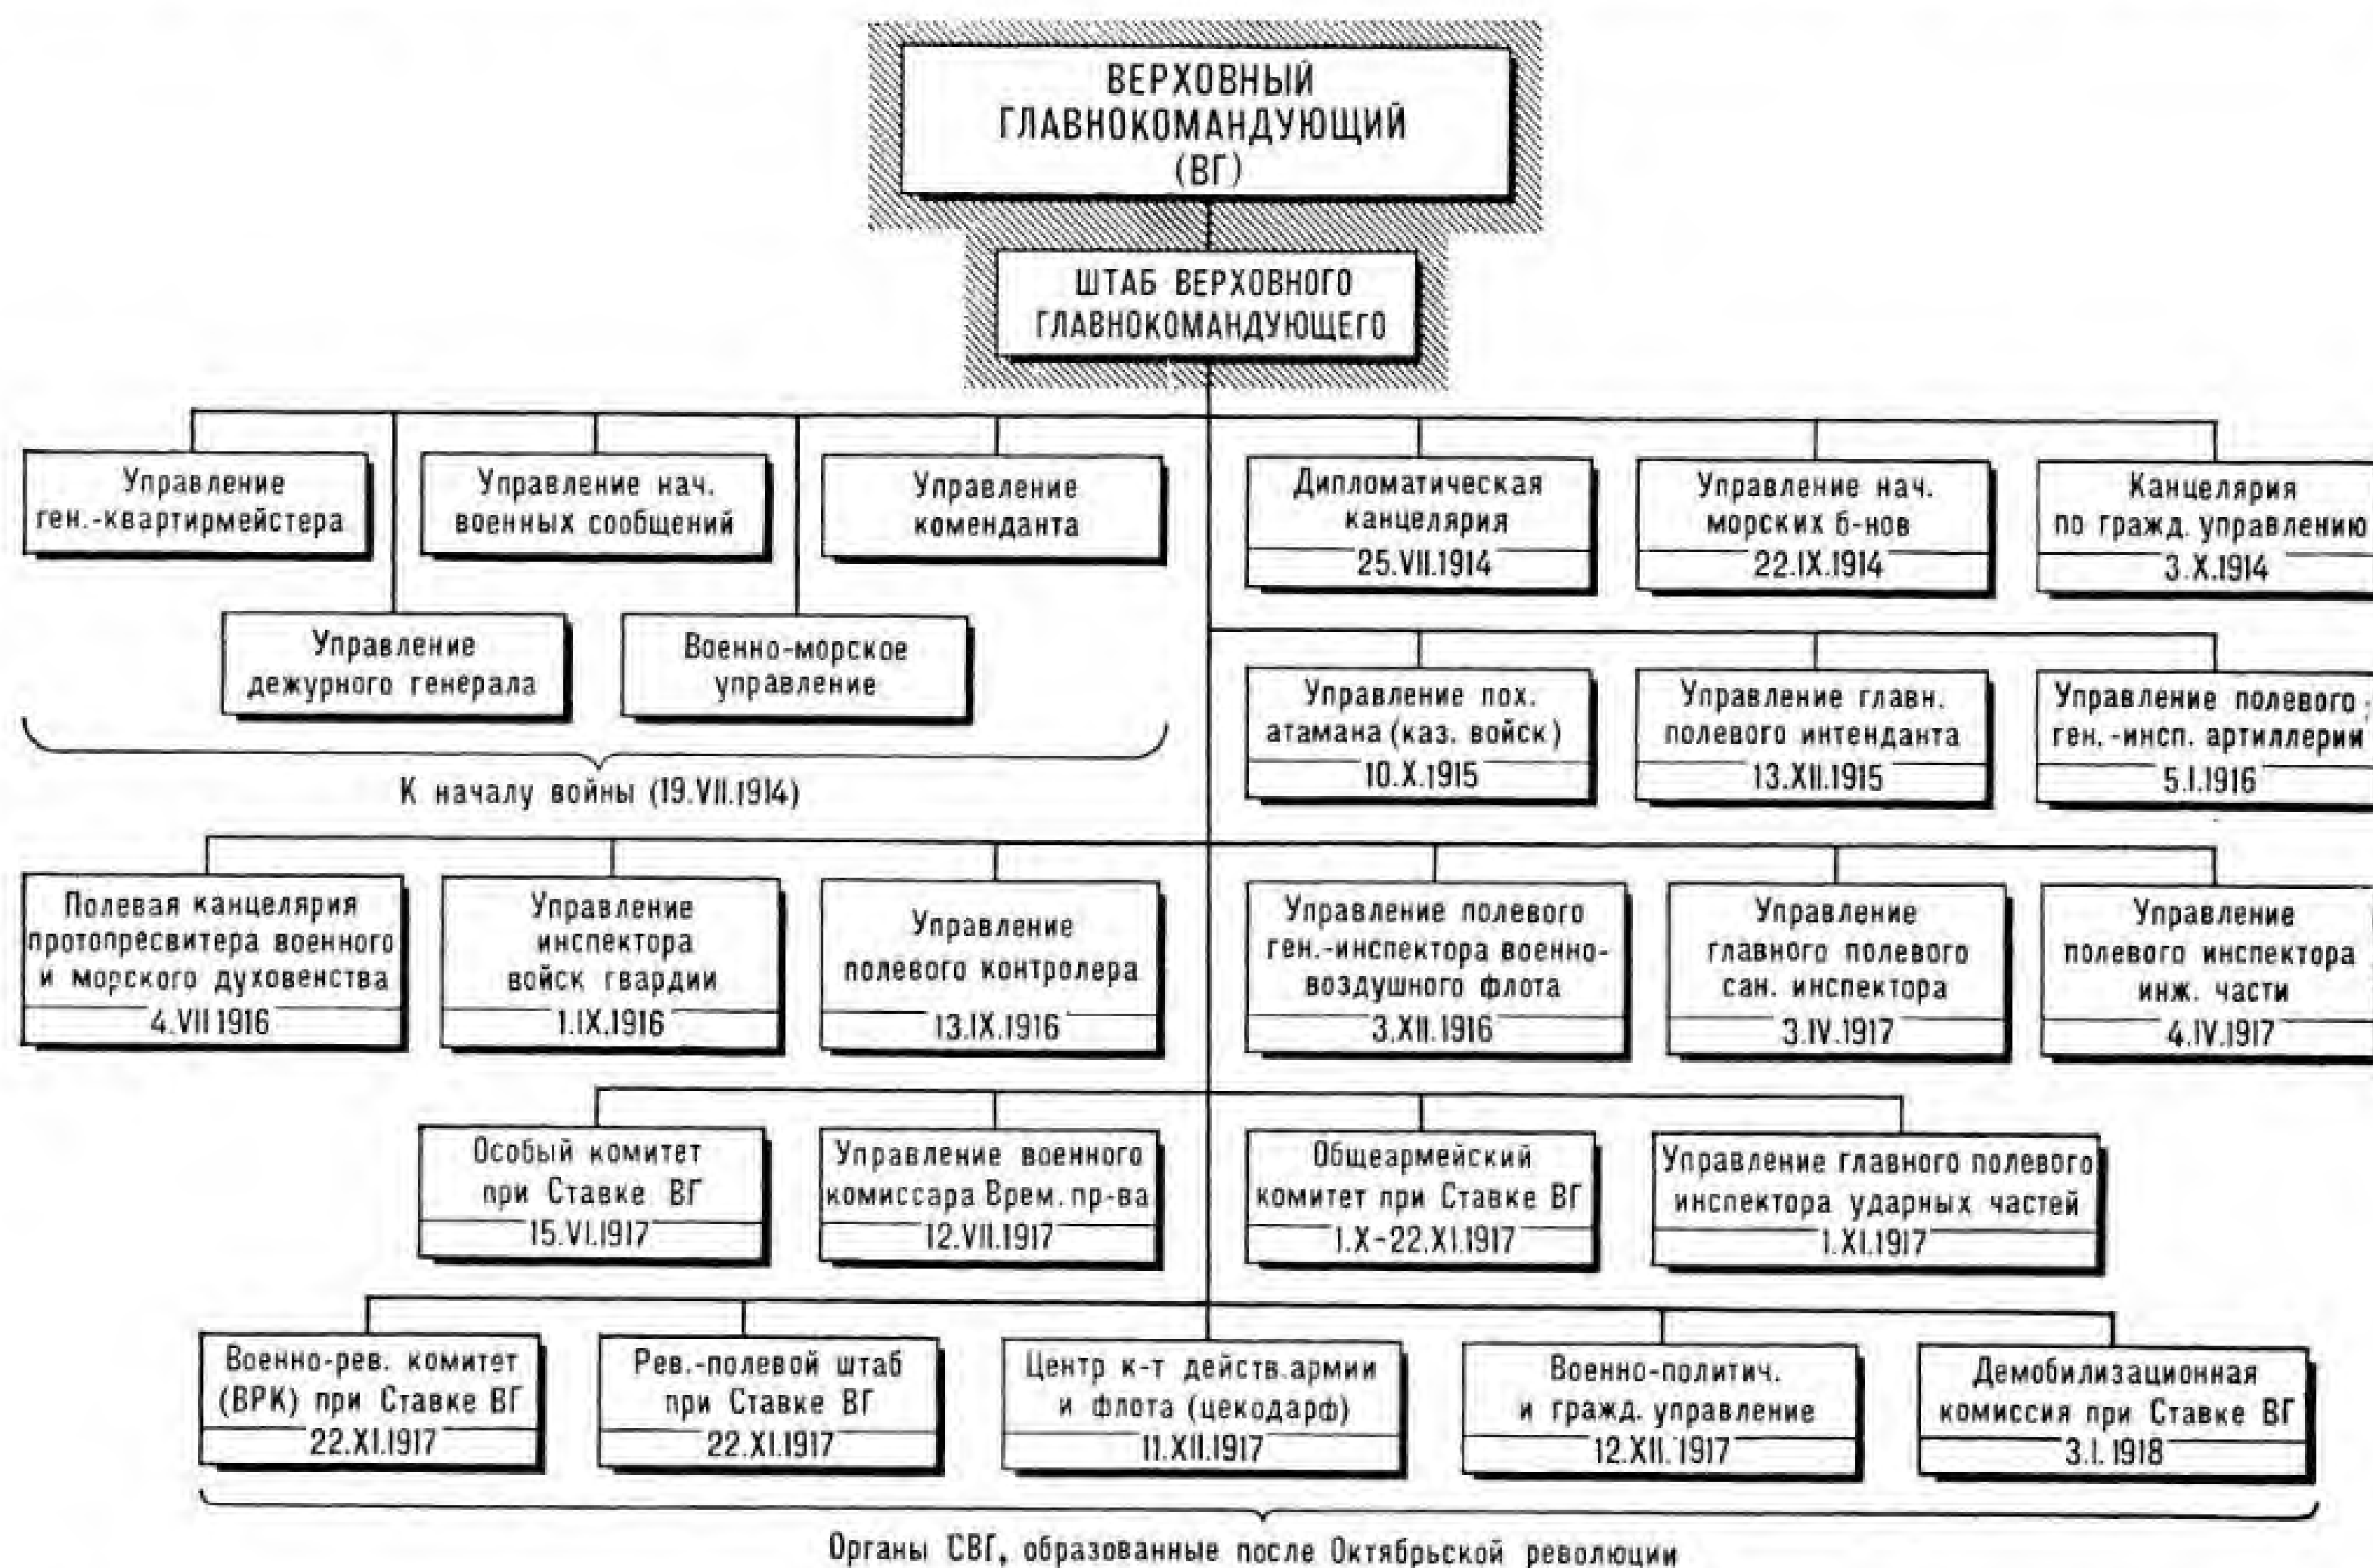 ВЕРХОВНЫЙ
ГЛАВНОКОМАНДУЮЩИЙ
(ВГ)
ШТАБ ВЕРХОВНОГО
ГЛАВНОКОМАНДУЮЩЕГО
Управление
ген.-квартирмейстера
Управление нач.
военных сообщений
Управление
коменданта
Дипломатическая
канцелярия
25.VII.1914
Управление нач.
морских б-нов
22.IX.1914
Канцелярия
по гражд. управлению
3.X.1914
Управление
дежурного генерала
Военно-морское
управление
К началу войны (19.VII.1914)
Управление пох.
атамана (каз. войск)
10.X.1915
Управление главн.
полевого интенданта
13.XII.1915
Управление полевого
ген.-инсп. артиллерии
5.I.1916
Полевая канцелярия
протопресвитера военного
и морского духовенства
4.VII 1916
Управление
инспектора
войск гвардии
1.IX.1916
Управление
полевого контролера
13.IX.1916
Управление полевого
ген.-инспектора военно-
воздушного флота
3.XII.1916
Управление
главного полевого
сан. инспектора
3.IV.1917
Управление
полевого инспектора
инж. части
4.IV.1917
Особый комитет
при Ставке ВГ
15.VI.1917
Управление военного
комиссара Врем. пр-ва
12.VII.1917
Общеармейский
комитет при Ставке ВГ
1.X-22.XI.1917
Управление главного полевого
инспектора ударных частей
1.XI.1917
Военно-рев. комитет
(ВРК) при Ставке ВГ
22.XI.1917
Рев.-полевой штаб
при Ставке ВГ
22.XI.1917
Центр к-т действ. армии
и флота (цекодарф)
11.XII.1917
Военно-политич.
и гражд. управление
12.XII.1917
Демобилизационная
комиссия при Ставке ВГ
3.I.1918
Органы СВГ, образованные после Октябрьской революции